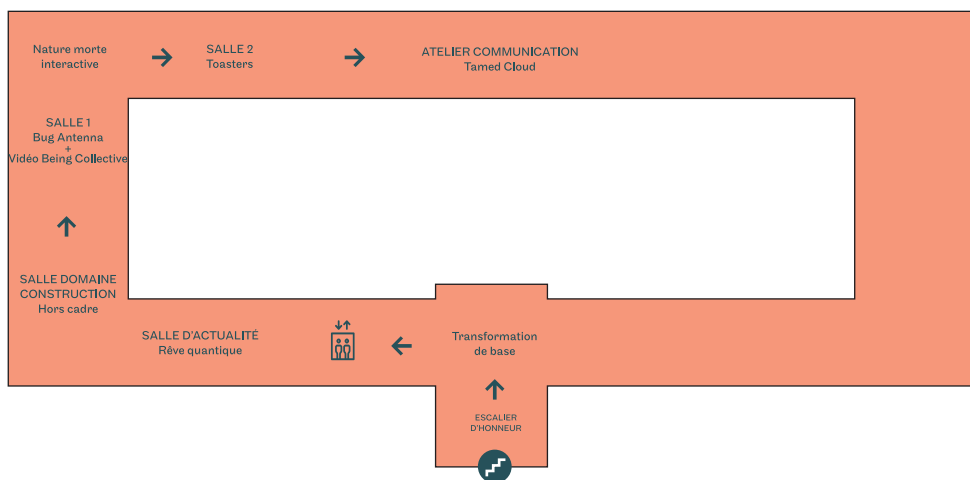 Nature morte
interactive
SALLE 2
Toasters
ATELIER COMMUNICATION
Tamed Cloud
SALLE 1
Bug Antenna
+
Vidéo Being Collective
SALLE DOMAINE
CONSTRUCTION
Hors cadre
SALLE D'ACTUALITÉ
Rêve quantique
Transformation
de base
ESCALIER
D'HONNEUR